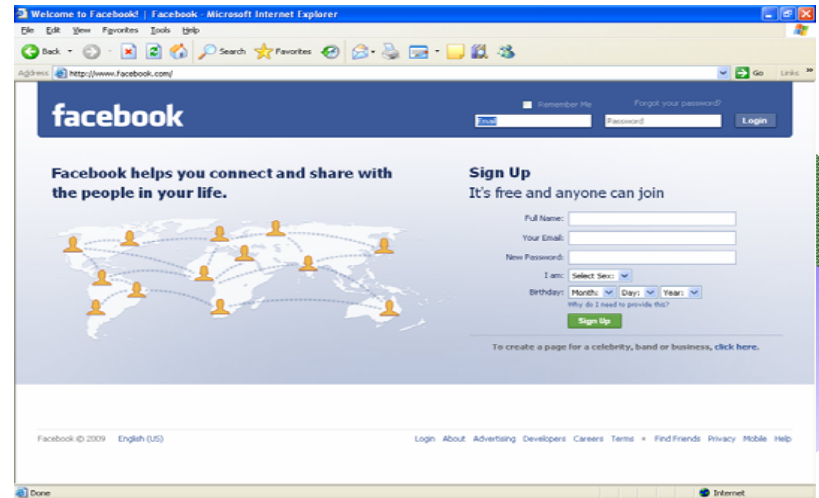 Welcome to Facebook! | Facebook - Microsoft Internet Explorer
File Edit View Favorites Tools Help
Back Search Favorites
Address http://www.facebook.com/ Go Links »
Remember Me Forgot your password?
facebook Email Password Login
Facebook helps you connect and share with
the people in your life.
Sign Up
It's free and anyone can join
Full Name:
Your Email:
New Password:
I am: Select Sex:
Birthday: Month: Day: Year:
Why do I need to provide this?
Sign Up
To create a page for a celebrity, band or business, click here.
Facebook © 2009 English (US) Login About Advertising Developers Careers Terms • Find Friends Privacy Mobile Help
Done Internet